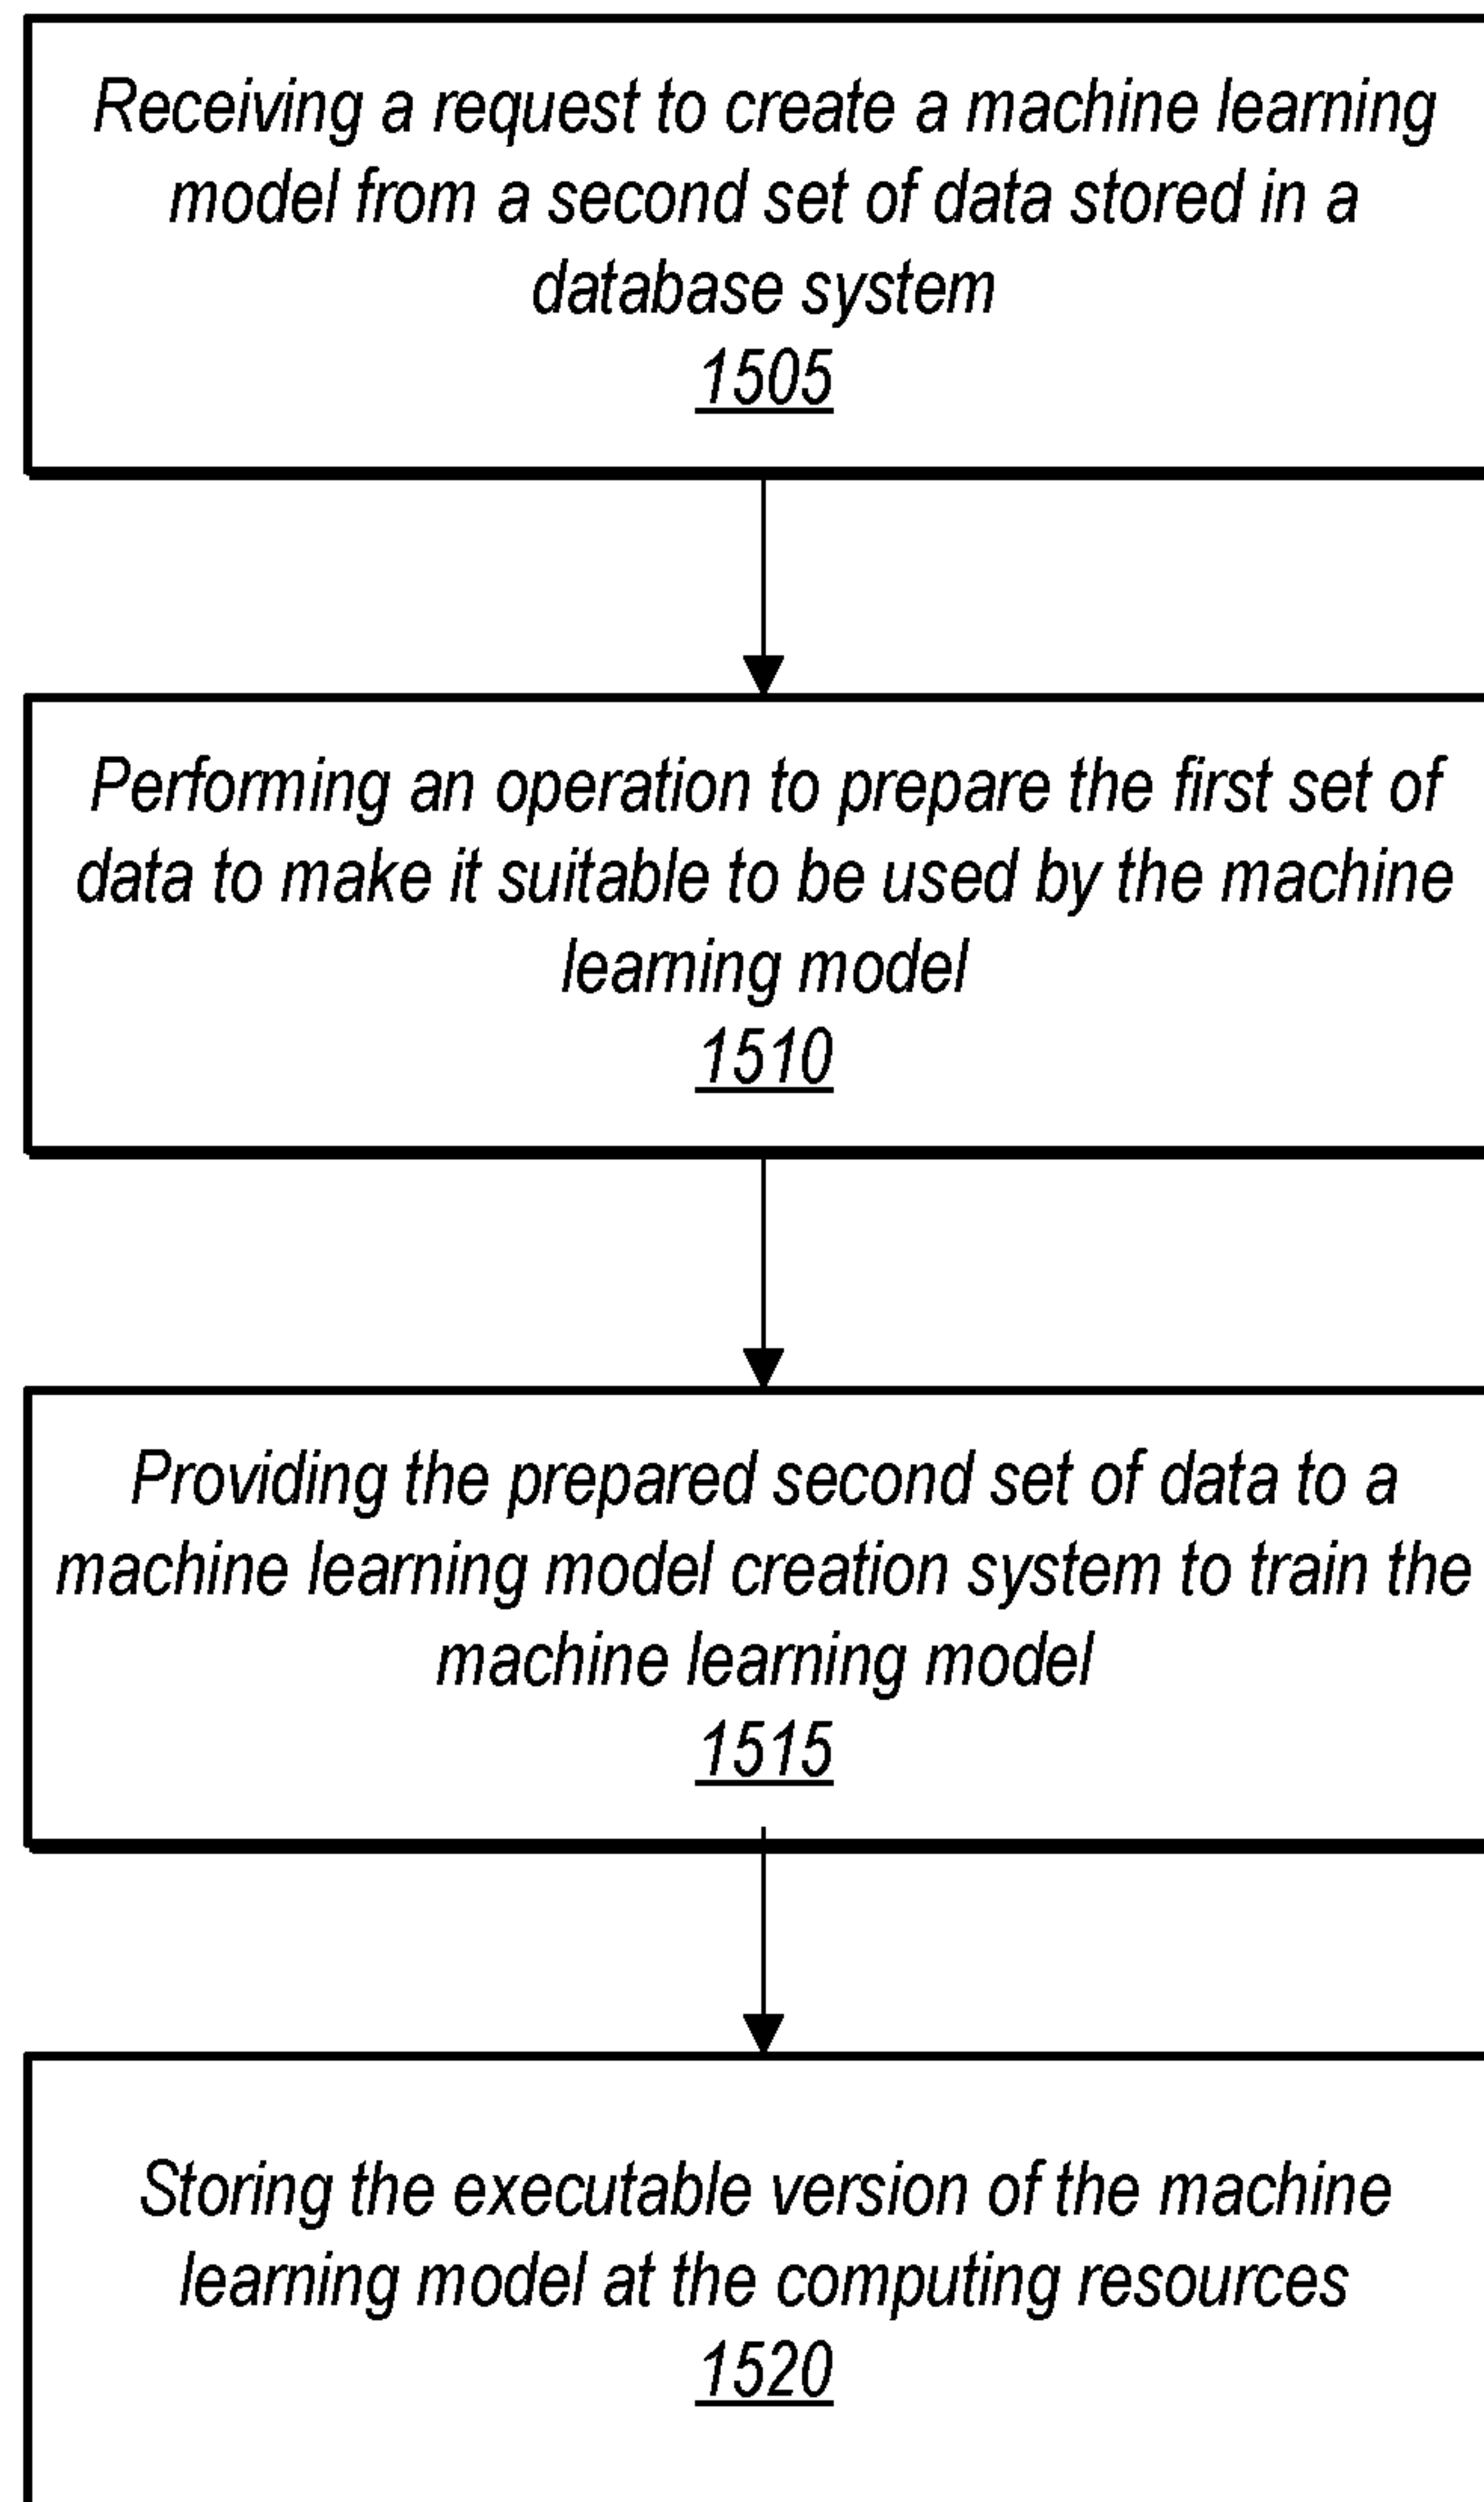 Receiving a request to create a machine learning
model from a second set of data stored in a
database system
1505
Performing an operation to prepare the first set of
data to make it suitable to be used by the machine
learning model
1510
Providing the prepared second set of data to a
machine learning model creation system to train the
machine learning model
1515
Storing the executable version of the machine
learning model at the computing resources
1520